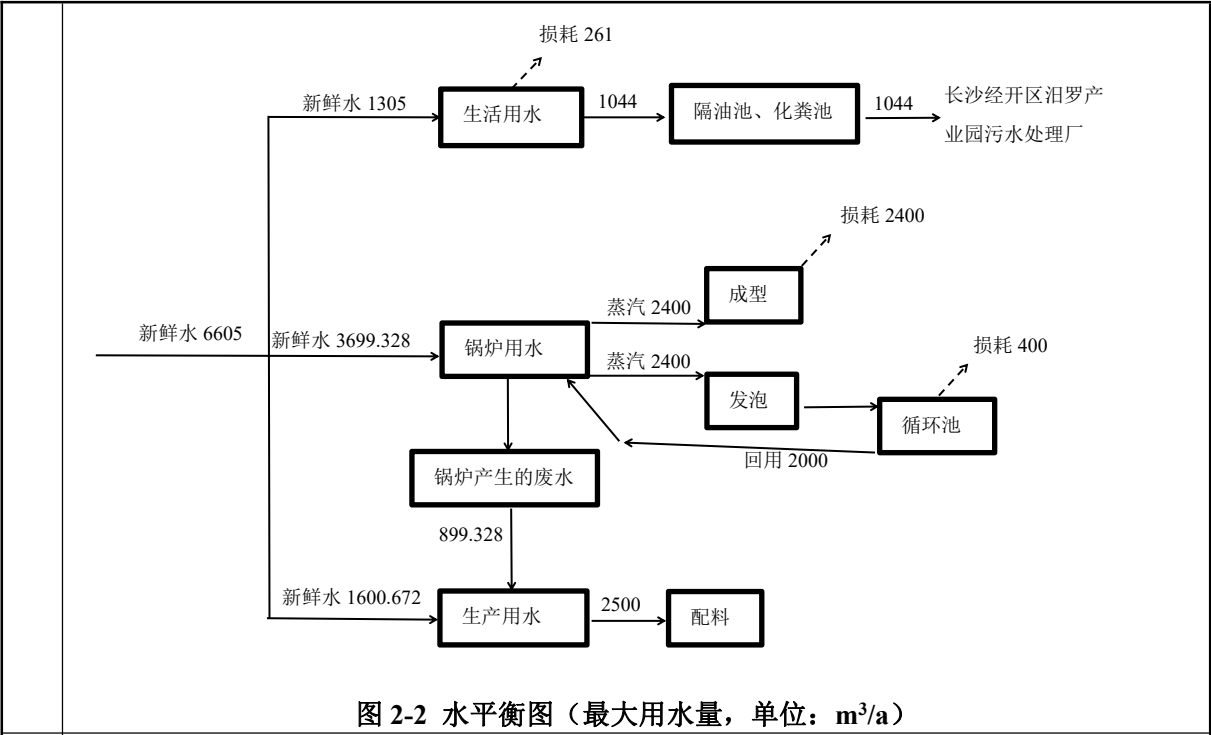 损耗 261
新鲜水 1305
生活用水
1044
隔油池、化粪池
1044
长沙经开区汨罗产
业园污水处理厂
损耗 2400
成型
蒸汽 2400
新鲜水 6605
新鲜水 3699.328
锅炉用水
蒸汽 2400
损耗 400
发泡
循环池
回用 2000
锅炉产生的废水
899.328
新鲜水 1600.672
生产用水
2500
配料
图 2-2 水平衡图（最大用水量，单位：m³/a）